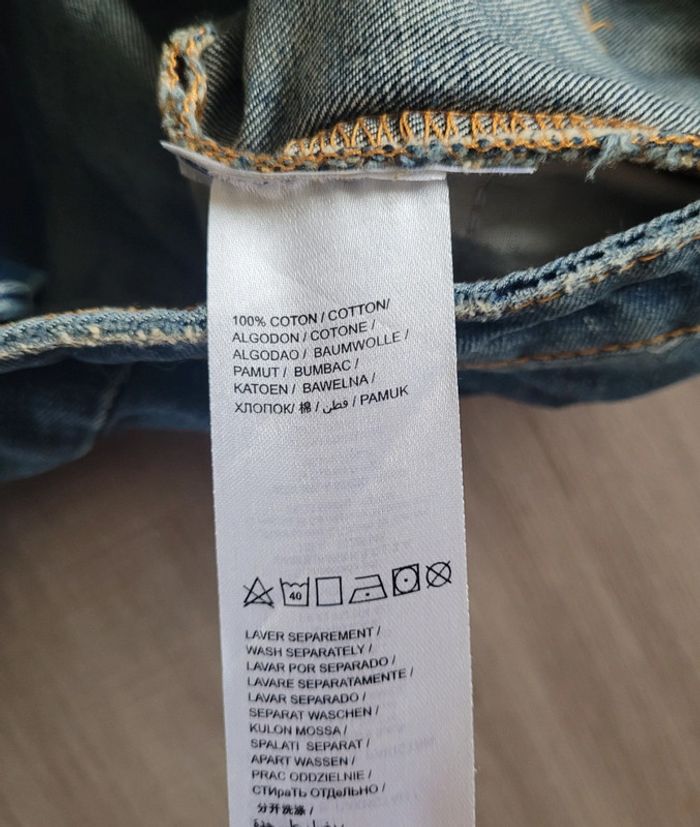 100% COTON / COTTON/
ALGODON / COTONE /
ALGODAO / BAUMWOLLE /
PAMUT / BUMBAC /
KATOEN / BAWELNA /
ХЛОПОК/ 棉 / قطن / PAMUK
40
LAVER SEPAREMENT /
WASH SEPARATELY /
LAVAR POR SEPARADO /
LAVARE SEPARATAMENTE /
LAVAR SEPARADO /
SEPARAT WASCHEN /
KULON MOSSA /
SPALATI SEPARAT /
APART WASSEN /
PRAC ODDZIELNIE /
СТИраТЬ ОТДеЛЬНО /
分开洗涤 /